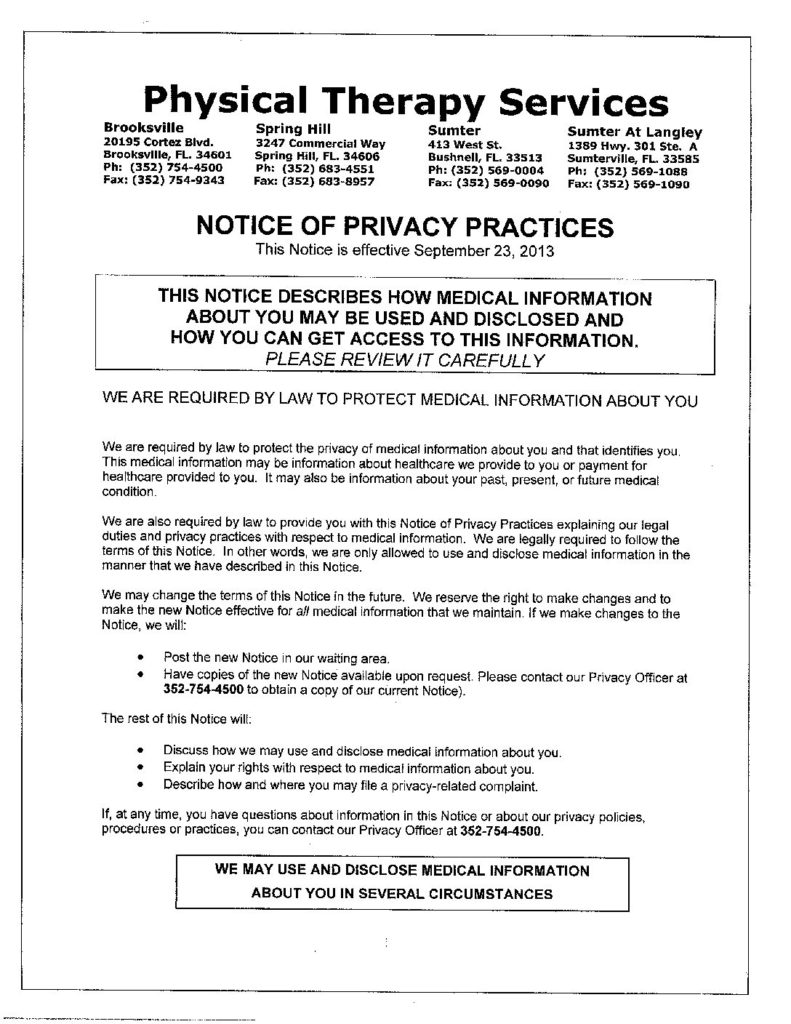 Physical Therapy Services
Brooksville
20195 Cortez Blvd.
Brooksville, FL. 34601
Ph: (352) 754-4500
Fax: (352) 754-9343
Spring Hill
3247 Commercial Way
Spring Hill, FL. 34606
Ph: (352) 683-4551
Fax: (352) 683-8957
Sumter
413 West St.
Bushnell, FL. 33513
Ph: (352) 569-0004
Fax: (352) 569-0090
Sumter At Langley
1389 Hwy. 301 Ste. A
Sumterville, FL. 33585
Ph: (352) 569-1088
Fax: (352) 569-1090
NOTICE OF PRIVACY PRACTICES
This Notice is effective September 23, 2013
THIS NOTICE DESCRIBES HOW MEDICAL INFORMATION
ABOUT YOU MAY BE USED AND DISCLOSED AND
HOW YOU CAN GET ACCESS TO THIS INFORMATION.
PLEASE REVIEW IT CAREFULLY
WE ARE REQUIRED BY LAW TO PROTECT MEDICAL INFORMATION ABOUT YOU
We are required by law to protect the privacy of medical information about you and that identifies you.
This medical information may be information about healthcare we provide to you or payment for
healthcare provided to you. It may also be information about your past, present, or future medical
condition.
We are also required by law to provide you with this Notice of Privacy Practices explaining our legal
duties and privacy practices with respect to medical information. We are legally required to follow the
terms of this Notice. In other words, we are only allowed to use and disclose medical information in the
manner that we have described in this Notice.
We may change the terms of this Notice in the future. We reserve the right to make changes and to
make the new Notice effective for all medical information that we maintain. If we make changes to the
Notice, we will:
• Post the new Notice in our waiting area.
• Have copies of the new Notice available upon request. Please contact our Privacy Officer at
352-754-4500 to obtain a copy of our current Notice).
The rest of this Notice will:
• Discuss how we may use and disclose medical information about you.
• Explain your rights with respect to medical information about you.
• Describe how and where you may file a privacy-related complaint.
If, at any time, you have questions about information in this Notice or about our privacy policies,
procedures or practices, you can contact our Privacy Officer at 352-754-4500.
WE MAY USE AND DISCLOSE MEDICAL INFORMATION
ABOUT YOU IN SEVERAL CIRCUMSTANCES